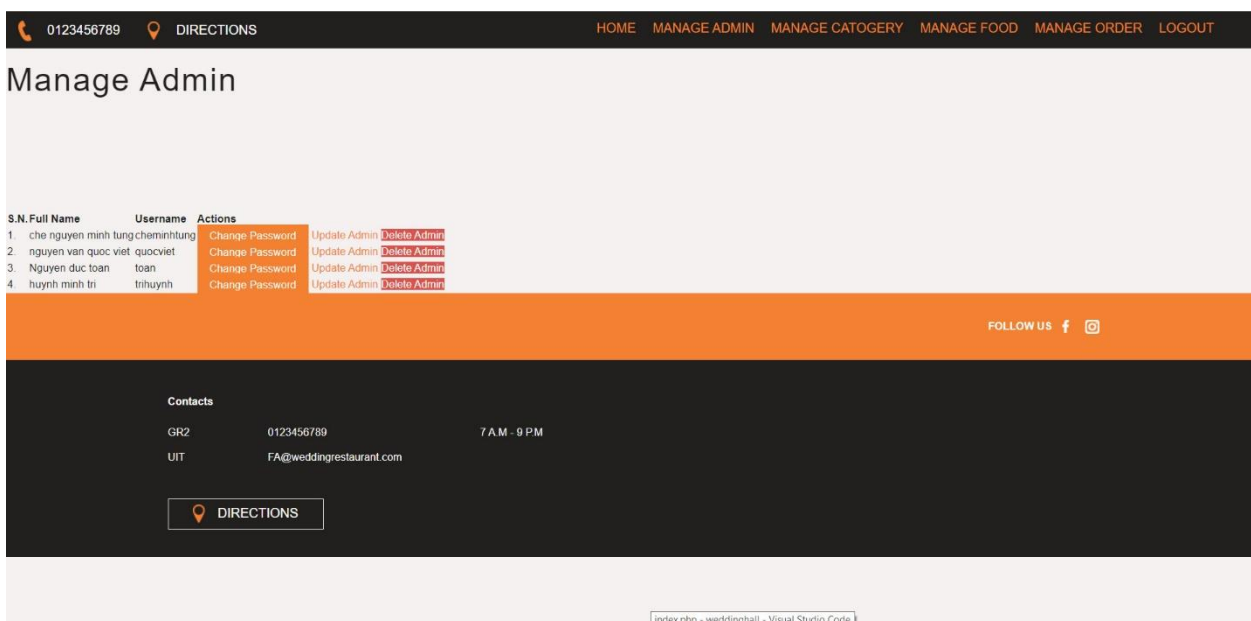 0123456789 DIRECTIONS HOME MANAGE ADMIN MANAGE CATOGERY MANAGE FOOD MANAGE ORDER LOGOUT
Manage Admin
S.N. Full Name Username Actions
1. che nguyen minh tung cheminhtung Change Password Update Admin Delete Admin
2. nguyen van quoc viet quocviet Change Password Update Admin Delete Admin
3. Nguyen duc toan toan Change Password Update Admin Delete Admin
4. huynh minh tri trihuynh Change Password Update Admin Delete Admin
FOLLOW US
Contacts
GR2 0123456789 7 A.M - 9 P.M
UIT FA@weddingrestaurant.com
DIRECTIONS
index.php - weddinghall - Visual Studio Code